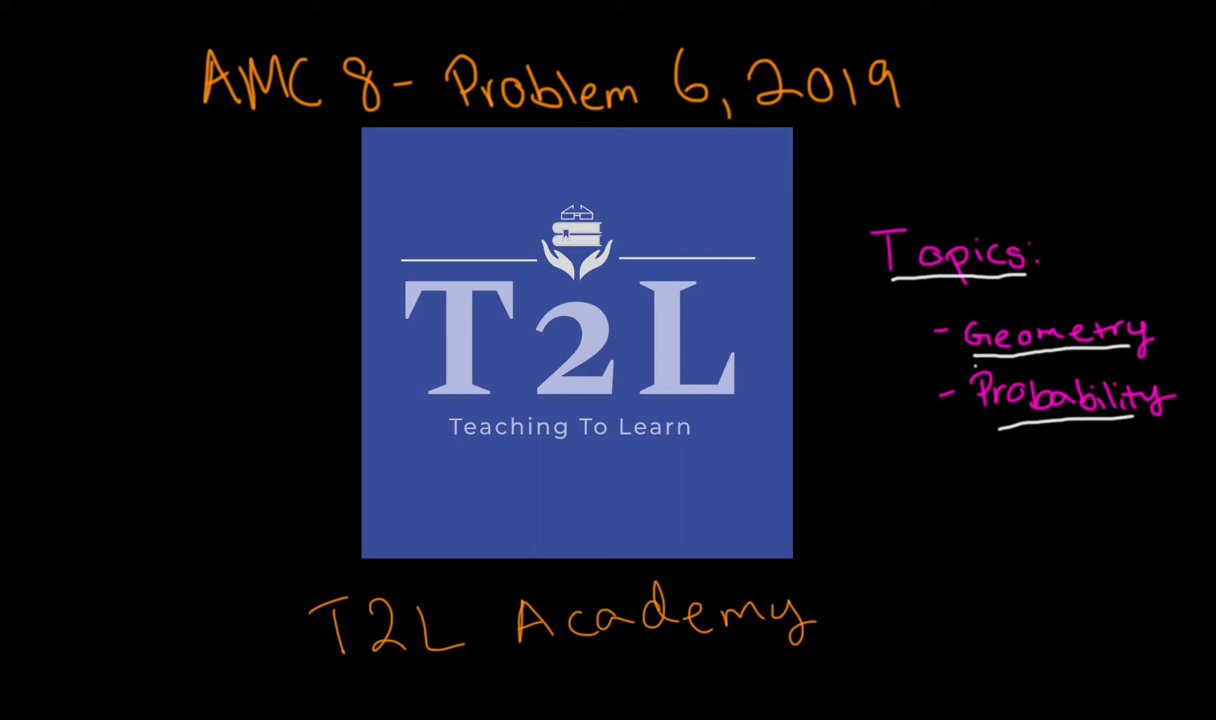 AMC 8 - Problem 6, 2019
T2L
Teaching To Learn
Topics:
- Geometry
- Probability
T2L Academy